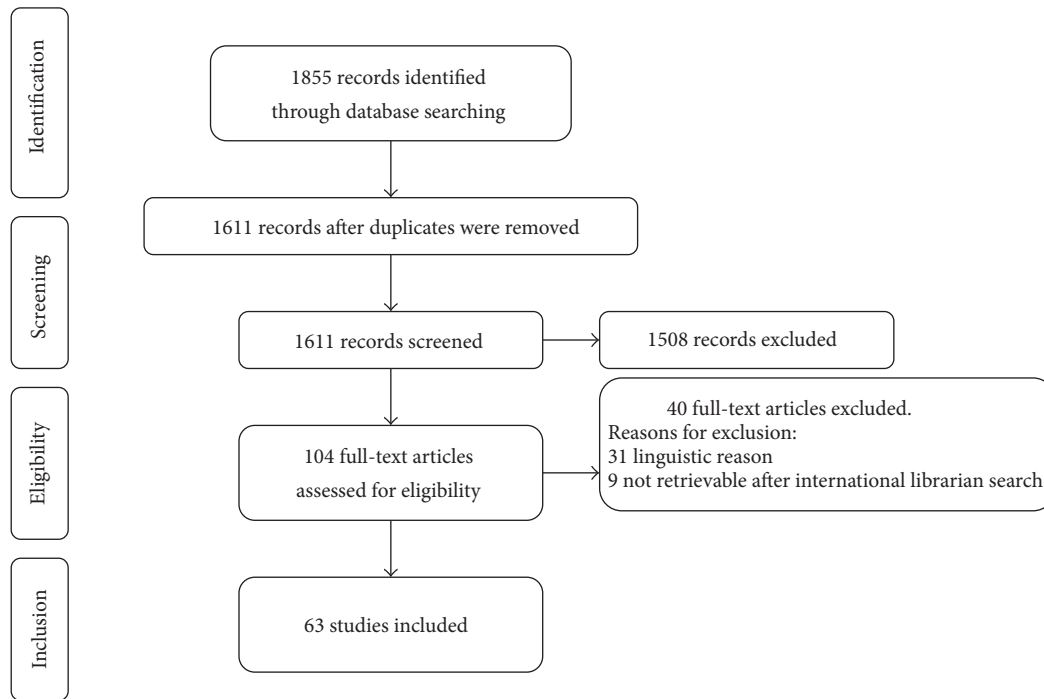 Identification
1855 records identified
through database searching
1611 records after duplicates were removed
Screening
1611 records screened
1508 records excluded
Eligibility
104 full-text articles
assessed for eligibility
40 full-text articles excluded.
Reasons for exclusion:
31 linguistic reason
9 not retrievable after international librarian search
Inclusion
63 studies included